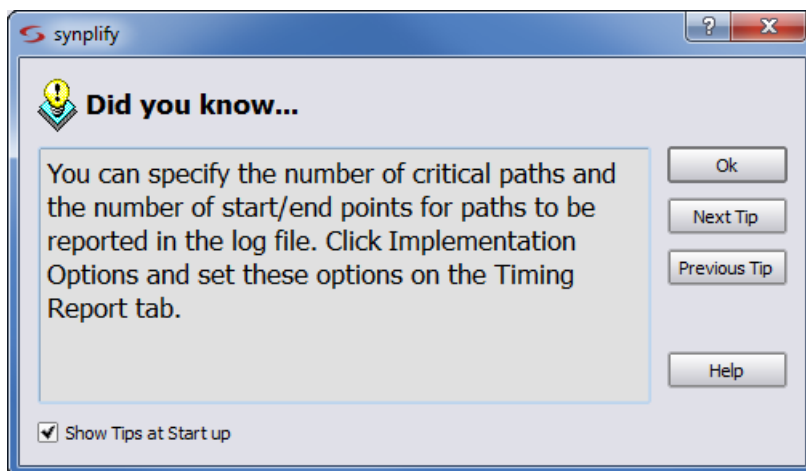 synplify
Did you know...
You can specify the number of critical paths and
the number of start/end points for paths to be
reported in the log file. Click Implementation
Options and set these options on the Timing
Report tab.
Ok
Next Tip
Previous Tip
Help
Show Tips at Start up